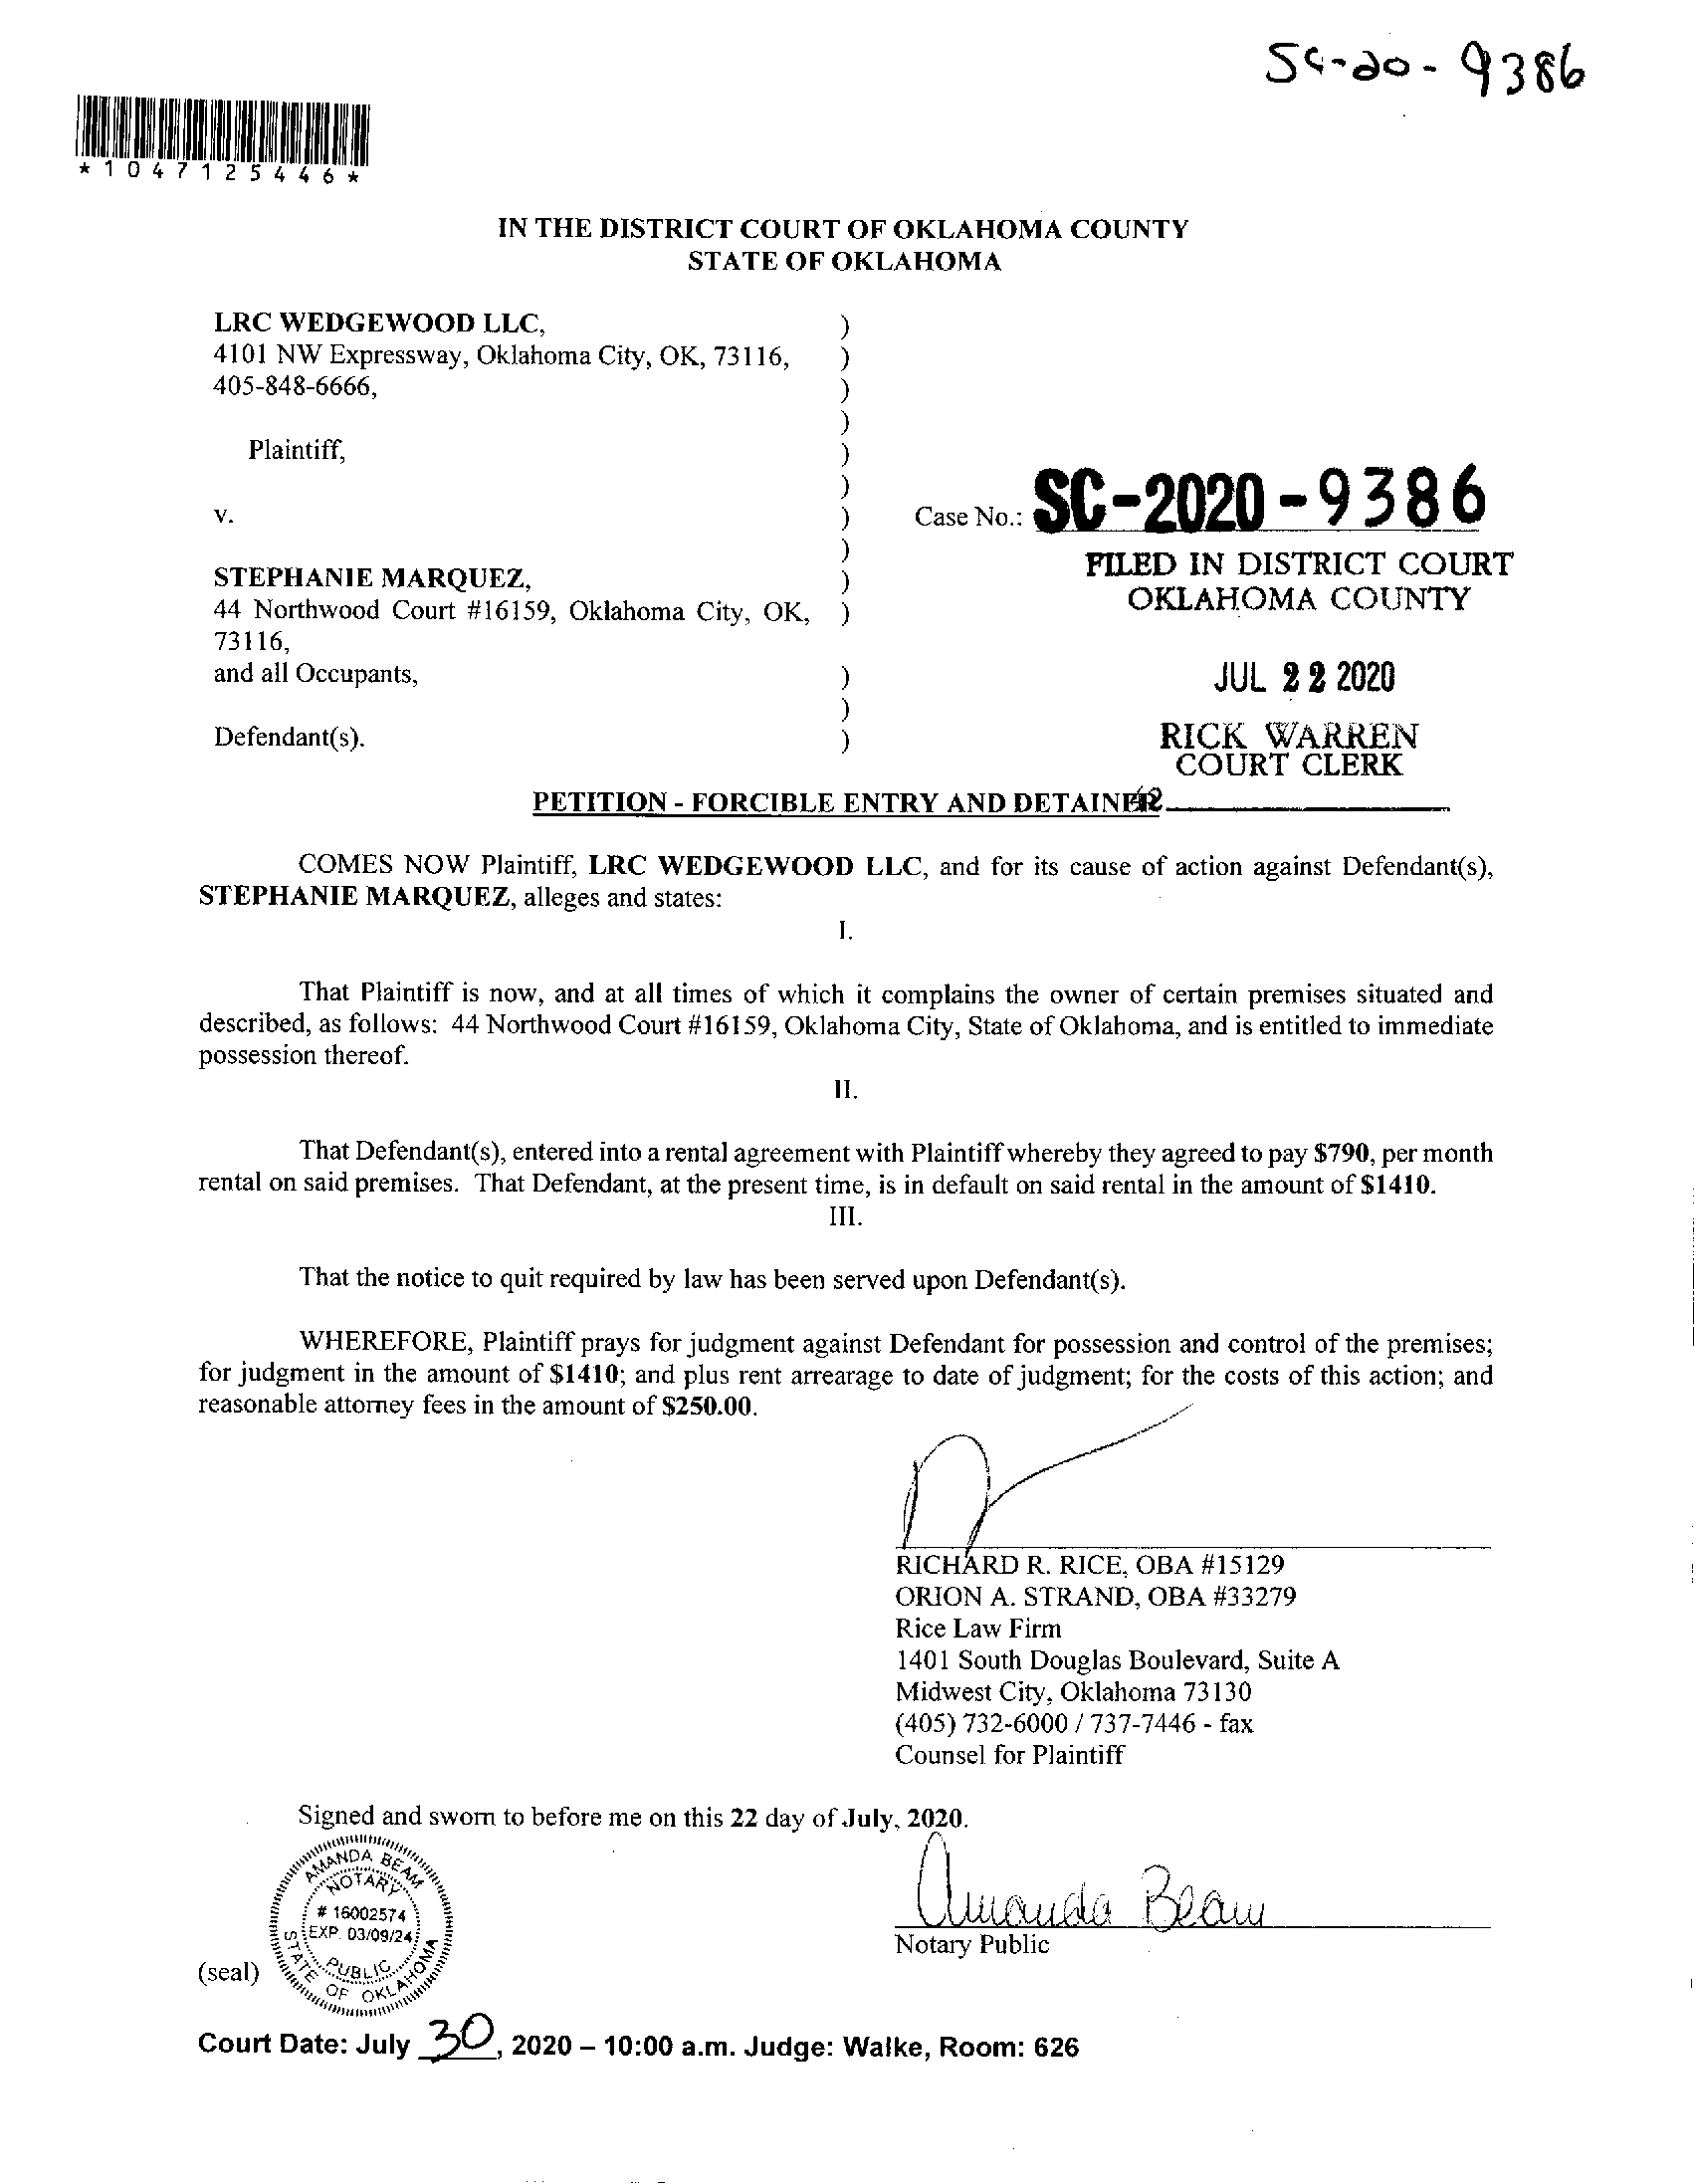 SC-20-9386
*1047125446*
IN THE DISTRICT COURT OF OKLAHOMA COUNTY
STATE OF OKLAHOMA
LRC WEDGEWOOD LLC, )
4101 NW Expressway, Oklahoma City, OK, 73116, )
405-848-6666, )
)
Plaintiff, )
)
v. ) Case No.: SC-2020-9386
)
STEPHANIE MARQUEZ, )
44 Northwood Court #16159, Oklahoma City, OK, )
73116,
and all Occupants, )
)
Defendant(s). )
FILED IN DISTRICT COURT
OKLAHOMA COUNTY
JUL 22 2020
RICK WARREN
COURT CLERK
PETITION - FORCIBLE ENTRY AND DETAINER
COMES NOW Plaintiff, LRC WEDGEWOOD LLC, and for its cause of action against Defendant(s),
STEPHANIE MARQUEZ, alleges and states:
I.
That Plaintiff is now, and at all times of which it complains the owner of certain premises situated and
described, as follows: 44 Northwood Court #16159, Oklahoma City, State of Oklahoma, and is entitled to immediate
possession thereof.
II.
That Defendant(s), entered into a rental agreement with Plaintiff whereby they agreed to pay $790, per month
rental on said premises. That Defendant, at the present time, is in default on said rental in the amount of $1410.
III.
That the notice to quit required by law has been served upon Defendant(s).
WHEREFORE, Plaintiff prays for judgment against Defendant for possession and control of the premises;
for judgment in the amount of $1410; and plus rent arrearage to date of judgment; for the costs of this action; and
reasonable attorney fees in the amount of $250.00.
RICHARD R. RICE, OBA #15129
ORION A. STRAND, OBA #33279
Rice Law Firm
1401 South Douglas Boulevard, Suite A
Midwest City, Oklahoma 73130
(405) 732-6000 / 737-7446 - fax
Counsel for Plaintiff
Signed and sworn to before me on this 22 day of July, 2020.
Amanda Beam
Notary Public
(seal)
AMANDA BEAM
NOTARY
# 16002574
EXP. 03/09/24
PUBLIC
STATE OF OKLAHOMA
Court Date: July 30, 2020 – 10:00 a.m. Judge: Walke, Room: 626